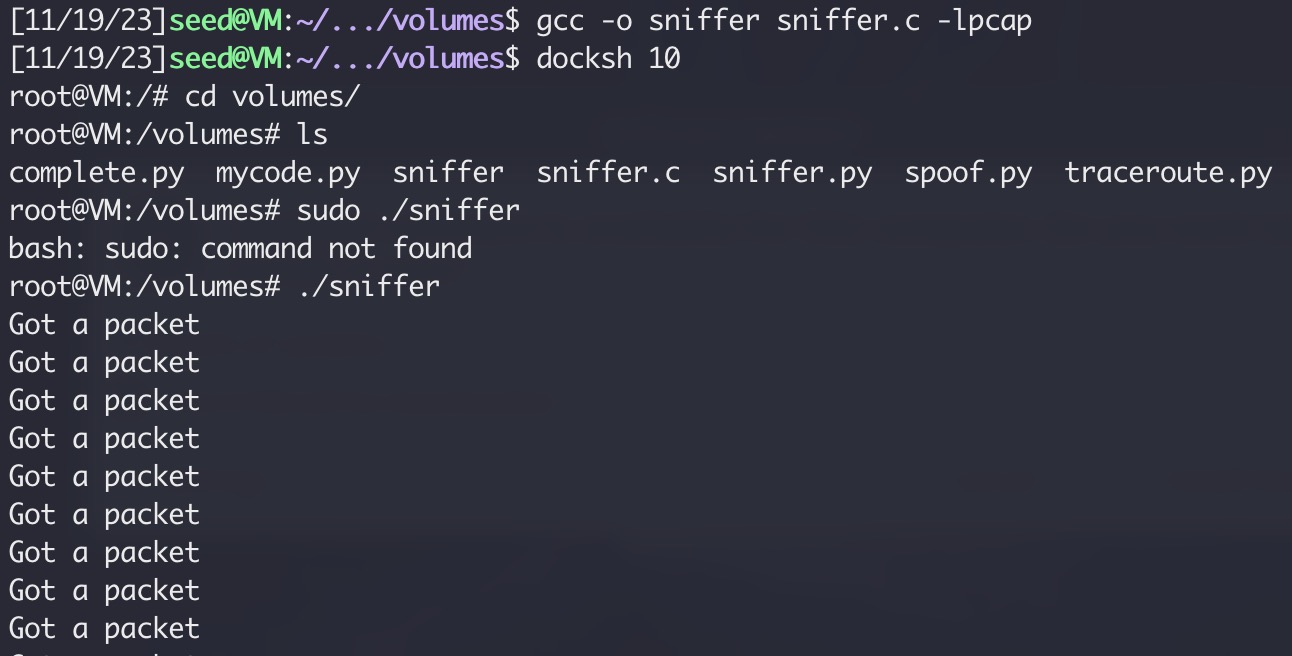 [11/19/23]seed@VM:~/.../volumes$ gcc -o sniffer sniffer.c -lpcap
[11/19/23]seed@VM:~/.../volumes$ docksh 10
root@VM:/# cd volumes/
root@VM:/volumes# ls
complete.py  mycode.py  sniffer  sniffer.c  sniffer.py  spoof.py  traceroute.py
root@VM:/volumes# sudo ./sniffer
bash: sudo: command not found
root@VM:/volumes# ./sniffer
Got a packet
Got a packet
Got a packet
Got a packet
Got a packet
Got a packet
Got a packet
Got a packet
Got a packet